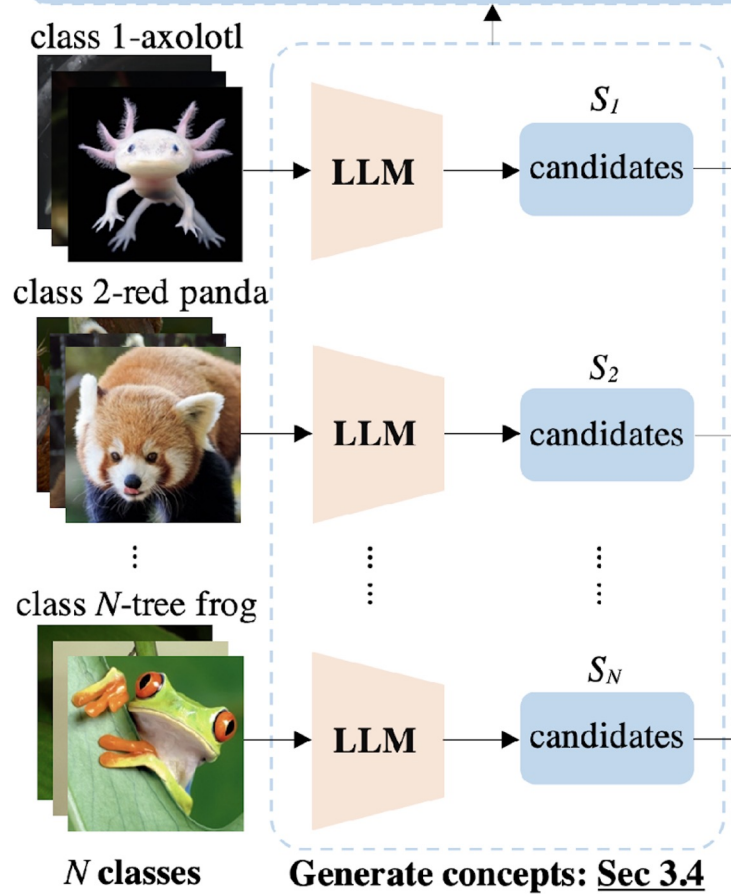 class 1-axolotl
LLM
S₁
candidates
class 2-red panda
LLM
S₂
candidates
class N-tree frog
LLM
S_N
candidates
N classes
Generate concepts: Sec 3.4